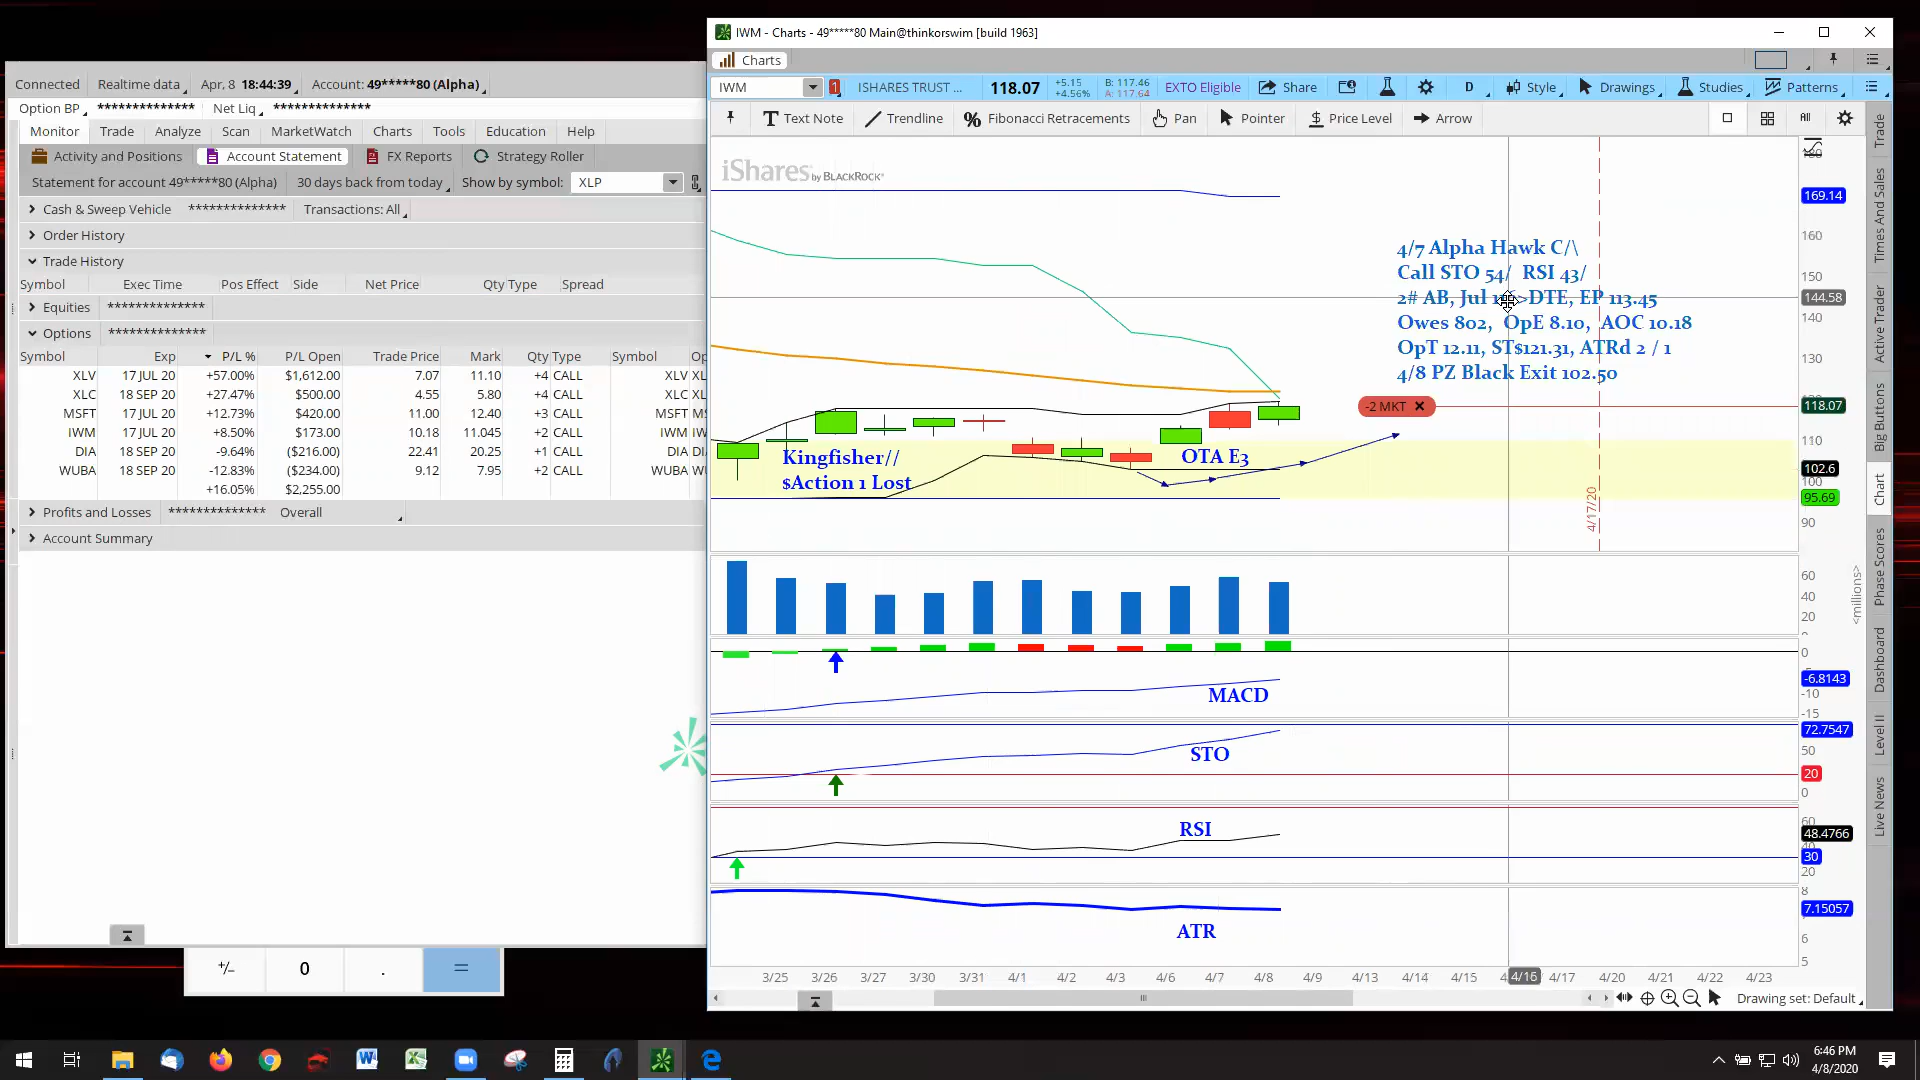 Connected Realtime data Apr, 8 18:44:39 Account: 49*****80 (Alpha)
Option BP ************** Net Liq ******************
Monitor Trade Analyze Scan MarketWatch Charts Tools Education Help
Activity and Positions Account Statement FX Reports Strategy Roller
Statement for account 49*****80 (Alpha) 30 days back from today Show by symbol: XLP
Cash & Sweep Vehicle ************** Transactions: All
Order History
Trade History
Symbol Exec Time Pos Effect Side Net Price Qty Type Spread
Equities **************
Options **************
Symbol Exp P/L % P/L Open Trade Price Mark Qty Type Symbol
XLV 17 JUL 20 +57.00% $1,612.00 7.07 11.10 +4 CALL XLV
XLC 18 SEP 20 +27.47% $500.00 4.55 5.80 +4 CALL XLC
MSFT 17 JUL 20 +12.73% $420.00 11.00 12.40 +3 CALL MSFT
IWM 17 JUL 20 +8.50% $173.00 10.18 11.045 +2 CALL IWM
DIA 18 SEP 20 -9.64% ($216.00) 22.41 20.25 +1 CALL DIA
WUBA 18 SEP 20 -12.83% ($234.00) 9.12 7.95 +2 CALL WUBA
+16.05% $2,255.00
Profits and Losses ************** Overall
Account Summary
+/- 0 . =
IWM - Charts - 49*****80 Main@thinkorswim [build 1963]
Charts
IWM 1 ISHARES TRUST ... 118.07 +5.15 +4.56% B: 117.46 A: 117.64 EXTO Eligible Share D Style Drawings Studies Patterns
Text Note Trendline Fibonacci Retracements Pan Pointer Price Level Arrow All
iShares by BLACKROCK®
4/7 Alpha Hawk C/\
Call STO 54/ RSI 43/
2# AB, Jul >DTE, EP 113.45
Owes 802, OpE 8.10, AOC 10.18
OpT 12.11, ST$121.31, ATRd 2 / 1
4/8 PZ Black Exit 102.50
-2 MKT
Kingfisher//
$Action 1 Lost
OTA E3
4/17/20
169.14
160
150
144.58
140
130
118.07
110
102.6
100
95.69
90
60
40
20
<millions>
0
-6.8143
-10
-15
MACD
72.7547
50
20
0
STO
48.4766
30
20
RSI
8
7.15057
6
5
ATR
3/25 3/26 3/27 3/30 3/31 4/1 4/2 4/3 4/6 4/7 4/8 4/9 4/13 4/14 4/15 4/16 4/17 4/20 4/21 4/22 4/23
Drawing set: Default
Trade
Times And Sales
Active Trader
Big Buttons
Chart
Phase Scores
Dashboard
Level II
Live News
6:46 PM
4/8/2020